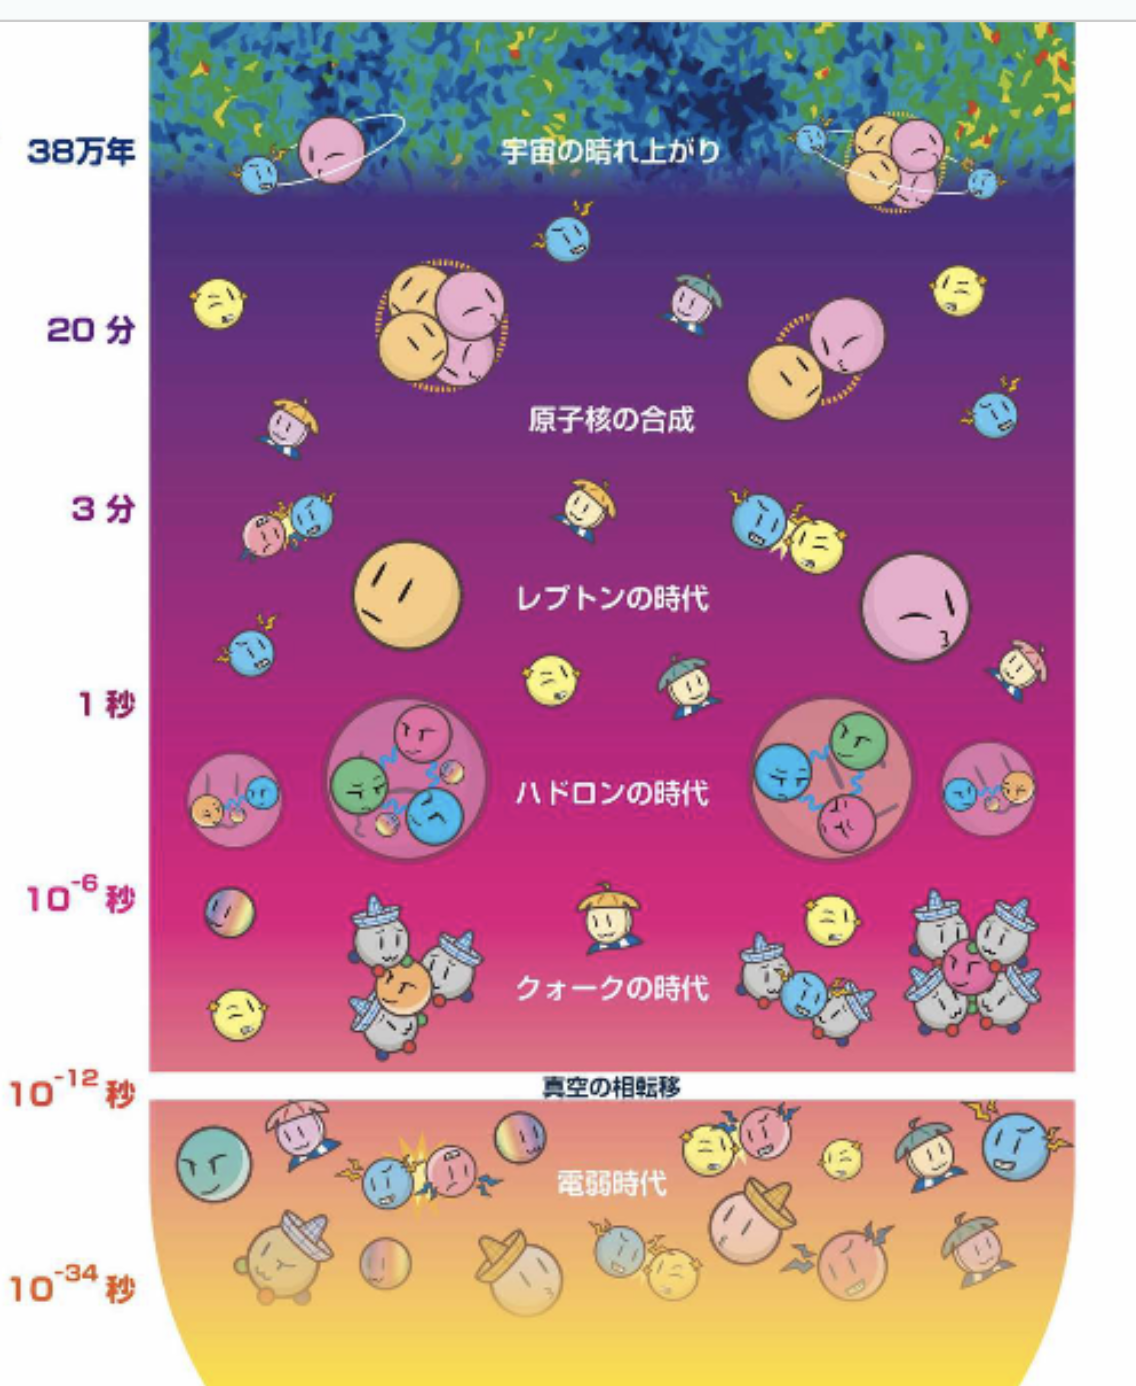 38万年
宇宙の晴れ上がり
20 分
原子核の合成
3 分
レプトンの時代
1 秒
ハドロンの時代
10-6 秒
クォークの時代
10-12 秒
真空の相転移
電弱時代
10-34 秒